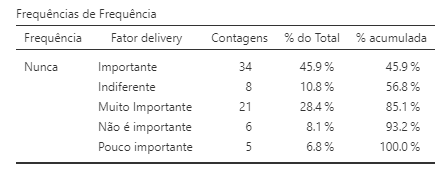 Frequências de Frequência
Frequência Fator delivery Contagens % do Total % acumulada
Nunca Importante 34 45.9 % 45.9 %
Indiferente 8 10.8 % 56.8 %
Muito Importante 21 28.4 % 85.1 %
Não é importante 6 8.1 % 93.2 %
Pouco importante 5 6.8 % 100.0 %